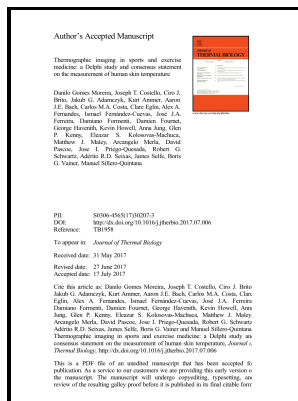 Author's Accepted Manuscript
Thermographic imaging in sports and exercise
medicine: a Delphi study and consensus statement
on the measurement of human skin temperature
Danilo Gomes Moreira, Joseph T. Costello, Ciro J.
Brito, Jakub G. Adamczyk, Kurt Ammer, Aaron
J.E. Bach, Carlos M.A. Costa, Clare Eglin, Alex A.
Fernandes, Ismael Fernández-Cuevas, José J.A.
Ferreira, Damiano Formenti, Damien Fournet,
George Havenith, Kevin Howell, Anna Jung, Glen
P. Kenny, Eleazar S. Kolosovas-Machuca,
Matthew J. Maley, Arcangelo Merla, David
Pascoe, Jose I. Priego-Quesada, Robert G.
Schwartz, Adérito R.D. Seixas, James Selfe, Boris
G. Vainer, Manuel Sillero-Quintana
Journal of
THERMAL BIOLOGY
PII: S0306-4565(17)30207-3
DOI: http://dx.doi.org/10.1016/j.jtherbio.2017.07.006
Reference: TB1958
To appear in: Journal of Thermal Biology
Received date: 31 May 2017
Revised date: 27 June 2017
Accepted date: 17 July 2017
Cite this article as: Danilo Gomes Moreira, Joseph T. Costello, Ciro J. Brito
Jakub G. Adamczyk, Kurt Ammer, Aaron J.E. Bach, Carlos M.A. Costa, Clar
Eglin, Alex A. Fernandes, Ismael Fernández-Cuevas, José J.A. Ferreira
Damiano Formenti, Damien Fournet, George Havenith, Kevin Howell, Ann
Jung, Glen P. Kenny, Eleazar S. Kolosovas-Machuca, Matthew J. Maley,
Arcangelo Merla, David Pascoe, Jose I. Priego-Quesada, Robert G. Schwartz
Adérito R.D. Seixas, James Selfe, Boris G. Vainer and Manuel Sillero-Quintana
Thermographic imaging in sports and exercise medicine: a Delphi study an
consensus statement on the measurement of human skin temperature, Journal o
Thermal Biology, http://dx.doi.org/10.1016/j.jtherbio.2017.07.006
This is a PDF file of an unedited manuscript that has been accepted fo
publication. As a service to our customers we are providing this early version o
the manuscript. The manuscript will undergo copyediting, typesetting, an
review of the resulting galley proof before it is published in its final citable form